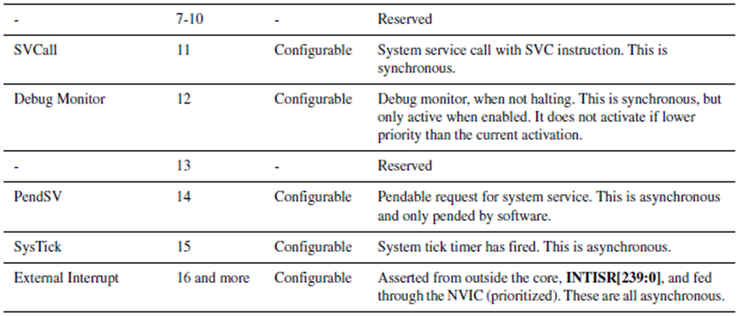 - 7-10 - Reserved
SVCall 11 Configurable System service call with SVC instruction. This is
synchronous.
Debug Monitor 12 Configurable Debug monitor, when not halting. This is synchronous, but
only active when enabled. It does not activate if lower
priority than the current activation.
- 13 - Reserved
PendSV 14 Configurable Pendable request for system service. This is asynchronous
and only pended by software.
SysTick 15 Configurable System tick timer has fired. This is asynchronous.
External Interrupt 16 and more Configurable Asserted from outside the core, INTISR[239:0], and fed
through the NVIC (prioritized). These are all asynchronous.